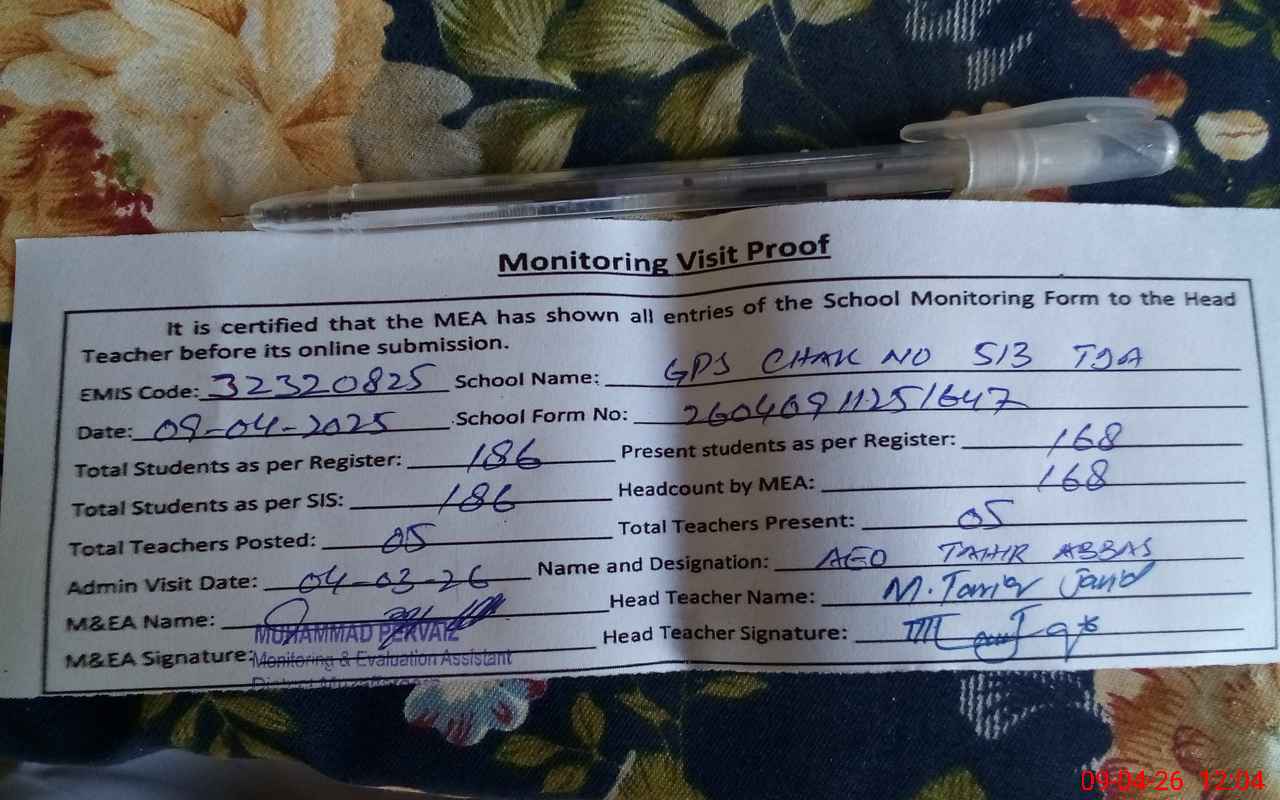 Monitoring Visit Proof
It is certified that the MEA has shown all entries of the School Monitoring Form to the Head
Teacher before its online submission.
EMIS Code: 32320825 School Name: GPS CHAK NO 513 TDA
Date: 09-04-2025 School Form No: 260409112516 47
Total Students as per Register: 186 Present students as per Register: 168
Total Students as per SIS: 186 Headcount by MEA: 168
Total Teachers Posted: 05 Total Teachers Present: 05
Admin Visit Date: 04-03-26 Name and Designation: AEO TAHIR ABBAS
M&EA Name: Head Teacher Name: M.
MUHAMMAD PERVAIZ
M&EA Signature: Head Teacher Signature:
Monitoring & Evaluation Assistant
09-04-26 12:04